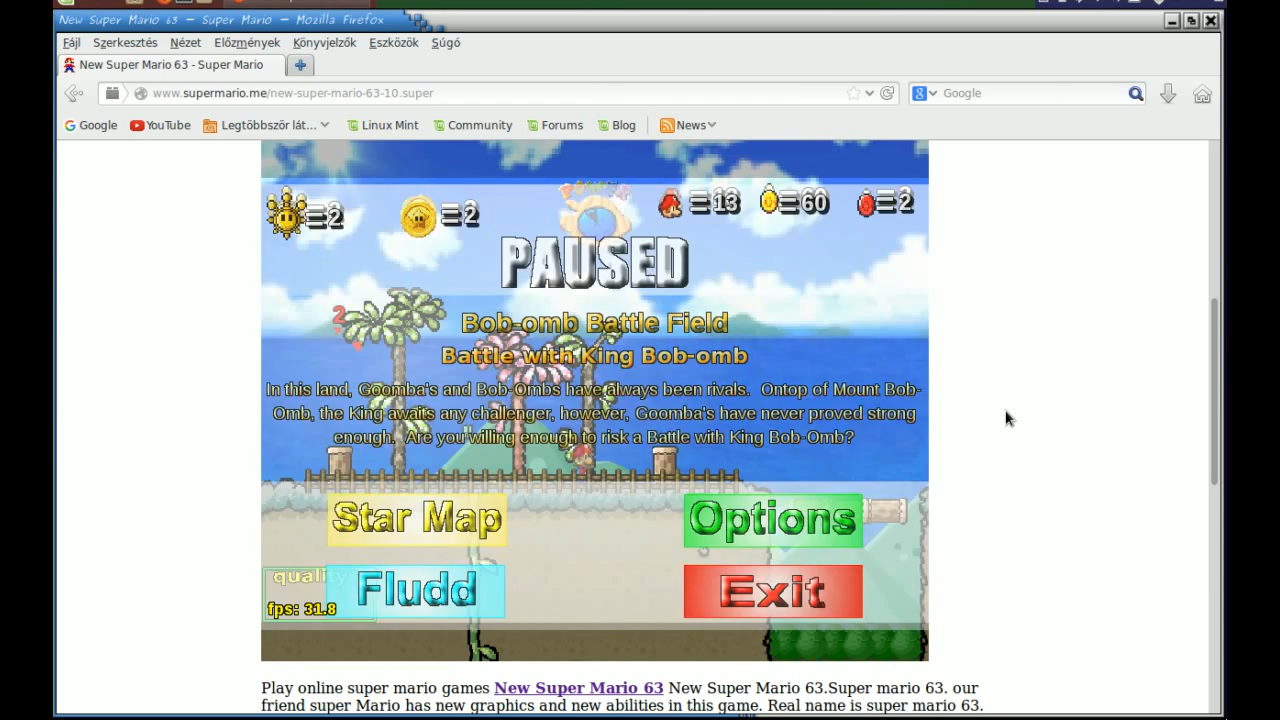 New Super Mario 63 - Super Mario - Mozilla Firefox
Fájl Szerkesztés Nézet Előzmények Könyvjelzők Eszközök Súgó
New Super Mario 63 - Super Mario
www.supermario.me/new-super-mario-63-10.super
Google
Google YouTube Legtöbbször lát... Linux Mint Community Forums Blog News
=2 =2 POWER =13 =60 =2
PAUSED
2
Bob-omb Battle Field
Battle with King Bob-omb
In this land, Goomba's and Bob-Ombs have always been rivals. Ontop of Mount Bob-
Omb, the King awaits any challenger, however, Goomba's have never proved strong
enough. Are you willing enough to risk a Battle with King Bob-Omb?
Star Map Options
Fludd Exit
fps: 31.8
Play online super mario games New Super Mario 63 New Super Mario 63.Super mario 63. our
friend super Mario has new graphics and new abilities in this game. Real name is super mario 63.